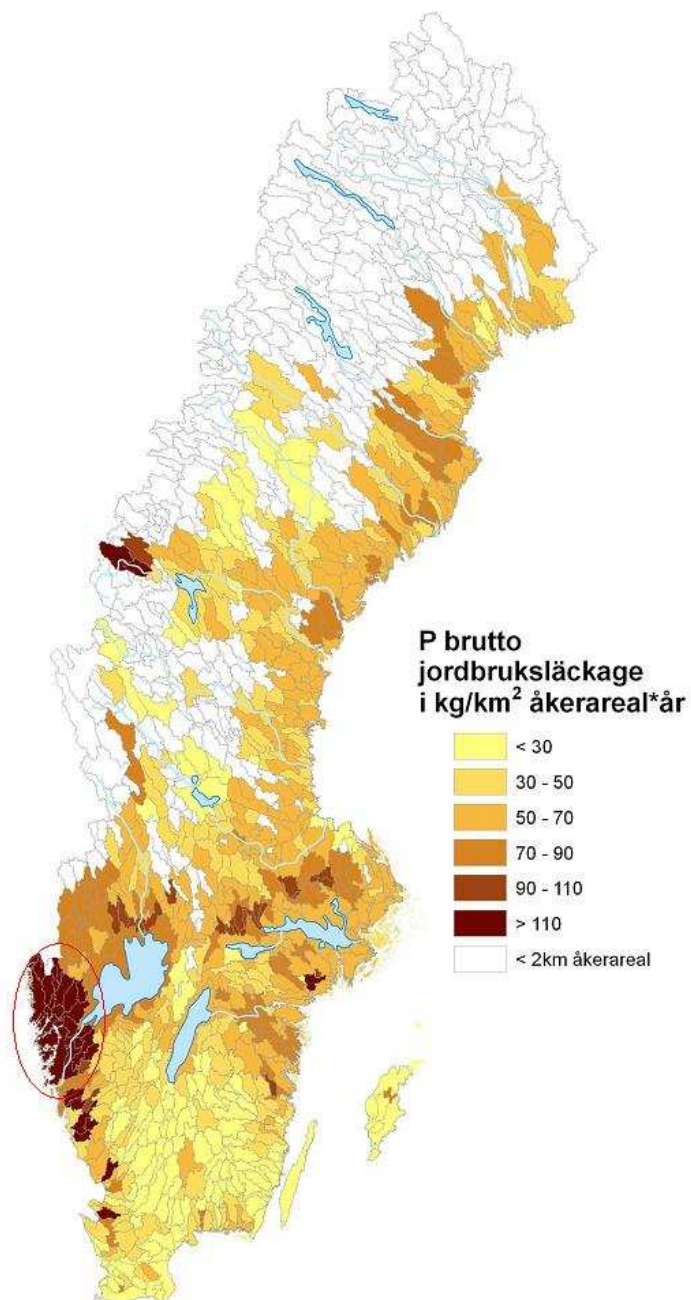 P brutto
jordbruksläckage
i kg/km² åkerareal*år
< 30
30 - 50
50 - 70
70 - 90
90 - 110
> 110
< 2km åkerareal